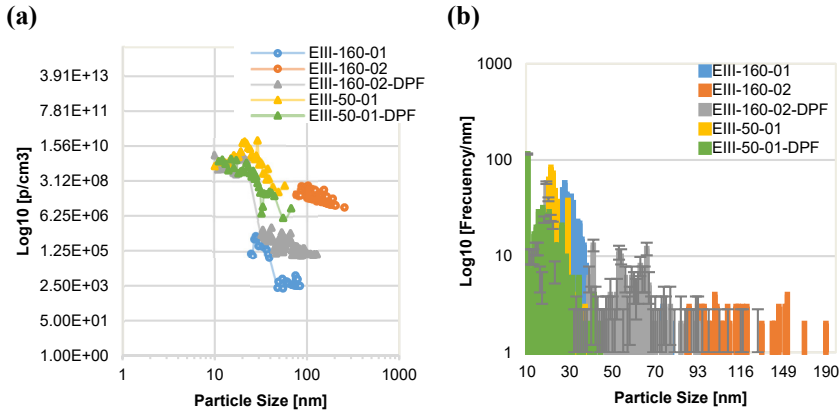 (a)
EIII-160-01
EIII-160-02
EIII-160-02-DPF
EIII-50-01
EIII-50-01-DPF
Log10 [p/cm3]
3.91E+13
7.81E+11
1.56E+10
3.12E+08
6.25E+06
1.25E+05
2.50E+03
5.00E+01
1.00E+00
1 10 100 1000
Particle Size [nm]
(b)
EIII-160-01
EIII-160-02
EIII-160-02-DPF
EIII-50-01
EIII-50-01-DPF
Log10 [Frecuency/nm]
1000
100
10
1
10 30 50 70 93 116 149 190
Particle Size [nm]